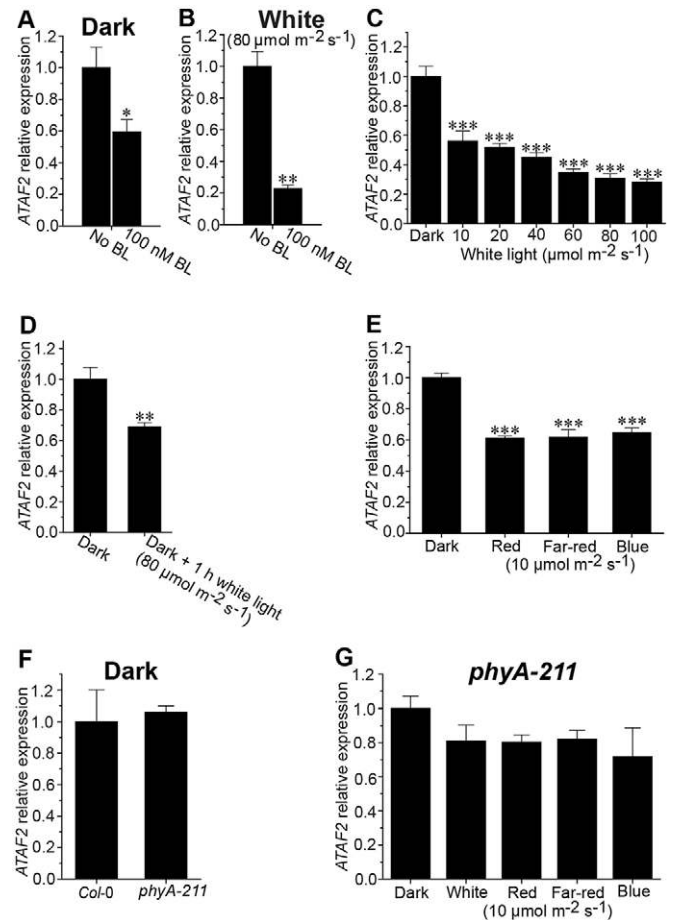 A
Dark
ATAF2 relative expression
1.2
1.0
0.8
0.6
0.4
0.2
0.0
*
No BL
100 nM BL
B
White
(80 µmol m-2 s-1)
1.2
1.0
0.8
0.6
0.4
0.2
0.0
**
No BL
100 nM BL
C
ATAF2 relative expression
1.2
1.0
0.8
0.6
0.4
0.2
0.0
*** *** *** *** *** ***
Dark 10 20 40 60 80 100
White light (µmol m-2 s-1)
D
ATAF2 relative expression
1.2
1.0
0.8
0.6
0.4
0.2
0.0
**
Dark
Dark + 1 h white light
(80 µmol m-2 s-1)
E
ATAF2 relative expression
1.2
1.0
0.8
0.6
0.4
0.2
0.0
*** *** ***
Dark Red Far-red Blue
(10 µmol m-2 s-1)
F
Dark
ATAF2 relative expression
1.2
1.0
0.8
0.6
0.4
0.2
0.0
Col-0 phyA-211
G
phyA-211
ATAF2 relative expression
1.2
1.0
0.8
0.6
0.4
0.2
0.0
Dark White Red Far-red Blue
(10 µmol m-2 s-1)